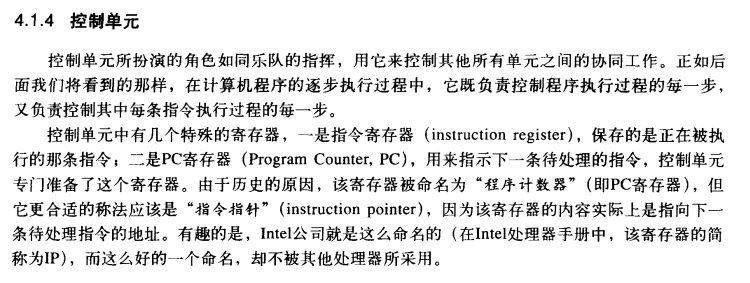 4.1.4 控制单元
控制单元所扮演的角色如同乐队的指挥，用它来控制其他所有单元之间的协同工作。正如后
面我们将看到的那样，在计算机程序的逐步执行过程中，它既负责控制程序执行过程的每一步，
又负责控制其中每条指令执行过程的每一步。
控制单元中有几个特殊的寄存器，一是指令寄存器（instruction register），保存的是正在被执
行的那条指令；二是PC寄存器（Program Counter, PC），用来指示下一条待处理的指令，控制单元
专门准备了这个寄存器。由于历史的原因，该寄存器被命名为“程序计数器”（即PC寄存器），但
它更合适的称法应该是“指令指针”（instruction pointer），因为该寄存器的内容实际上是指向下一
条待处理指令的地址。有趣的是，Intel公司就是这么命名的（在Intel处理器手册中，该寄存器的简
称为IP），而这么好的一个命名，却不被其他处理器所采用。